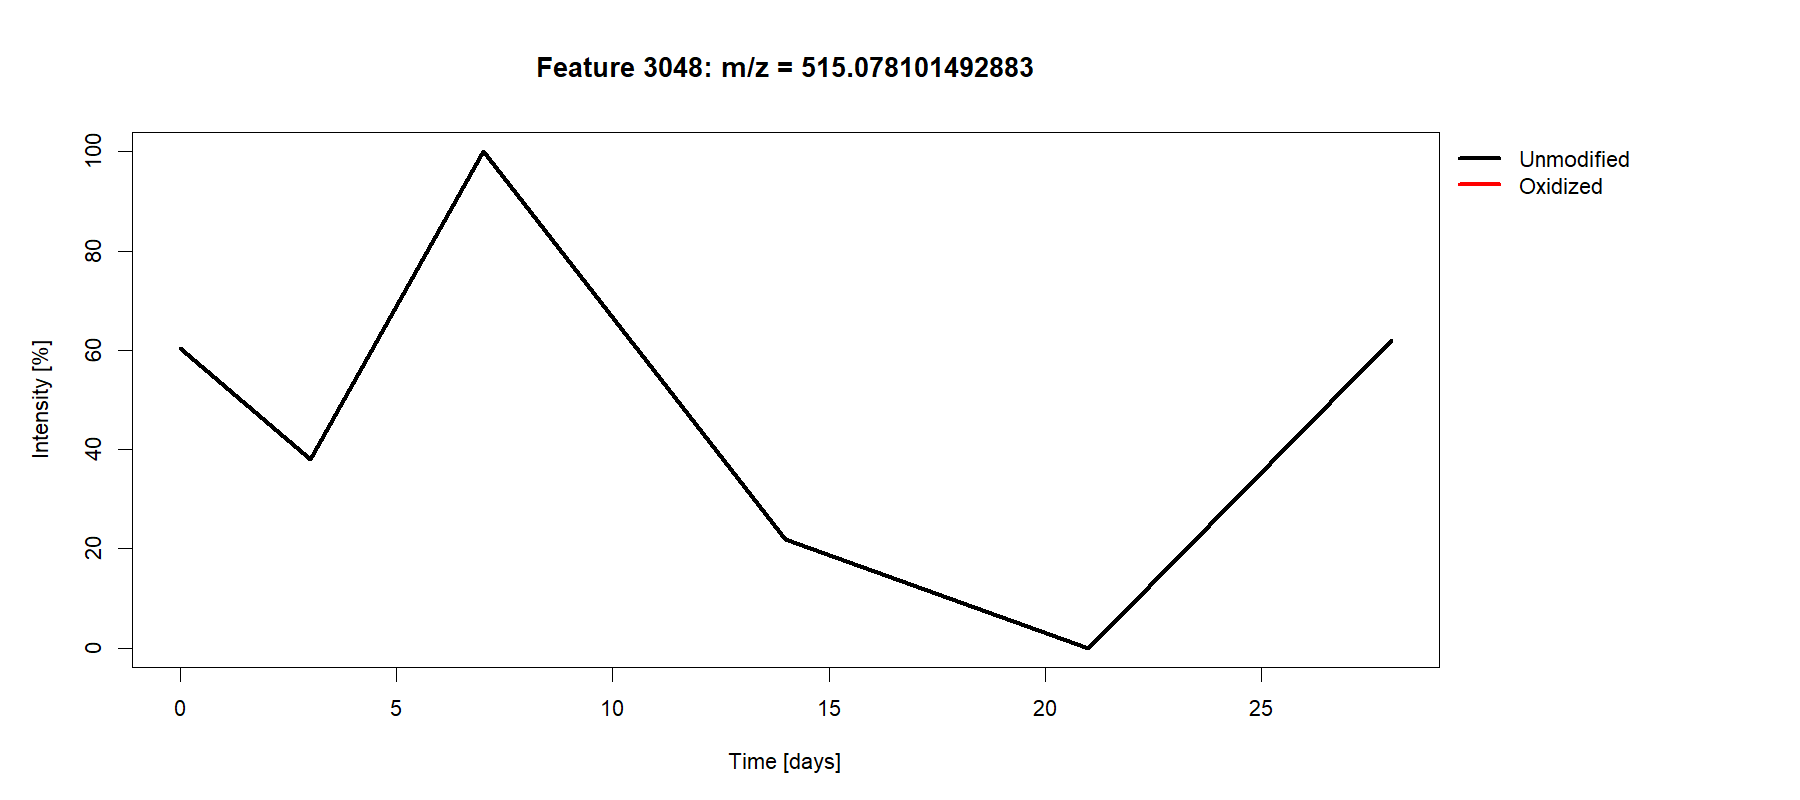 Feature 3048: m/z = 515.078101492883
Unmodified
Oxidized
Intensity [%]
100
80
60
40
20
0
0 5 10 15 20 25
Time [days]